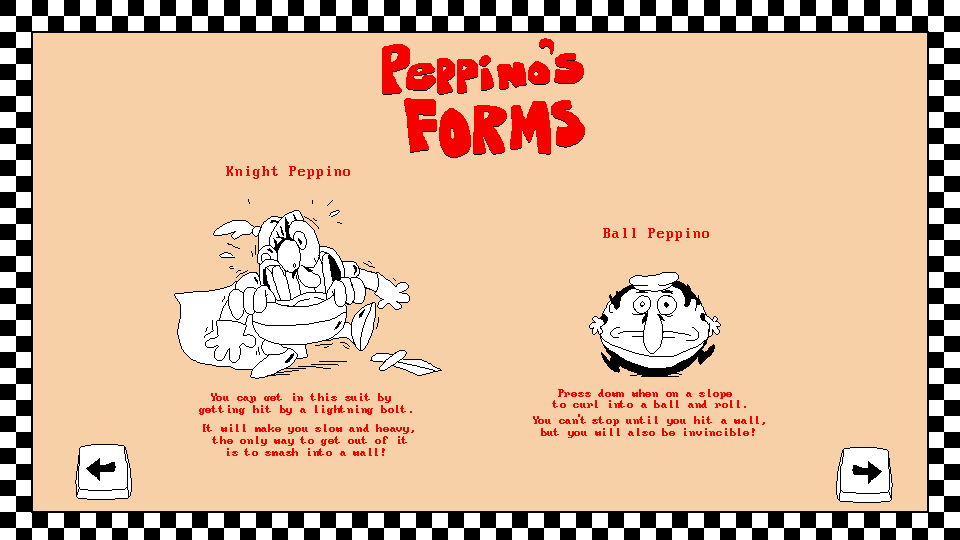 Peppino's
FORMS
Knight Peppino
You can get in this suit by
getting hit by a lightning bolt.
It will make you slow and heavy,
the only way to get out of it
is to smash into a wall!
Ball Peppino
Press down when on a slope
to curl into a ball and roll.
You can't stop until you hit a wall,
but you will also be invincible!